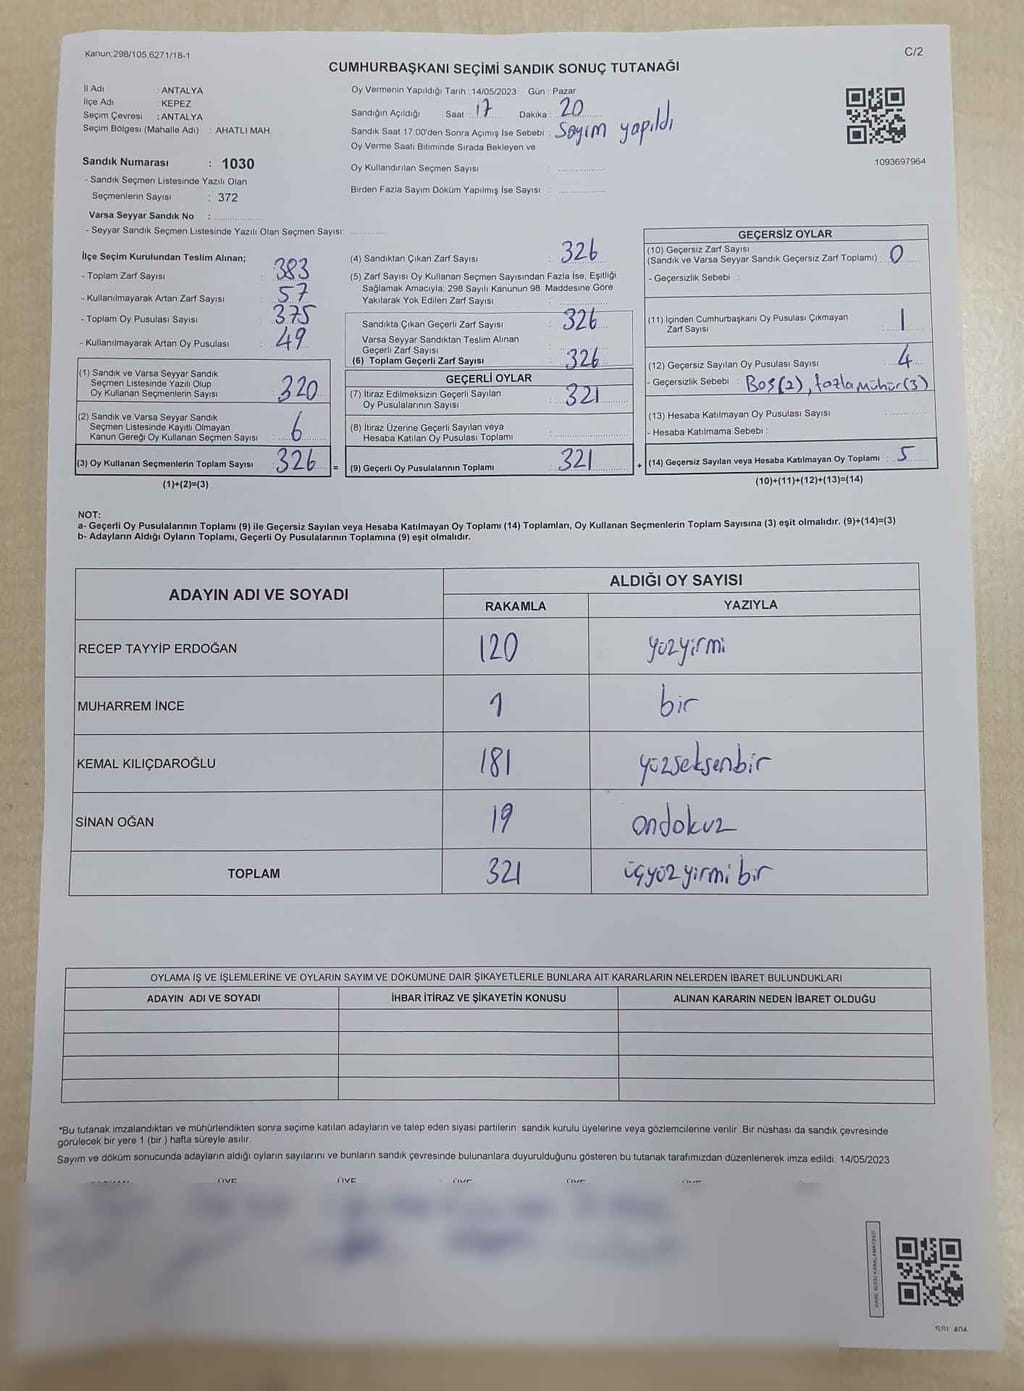 Kanun:298/105,6271/18-1
C/2
CUMHURBAŞKANI SEÇİMİ SANDIK SONUÇ TUTANAĞI
İl Adı : ANTALYA
İlçe Adı : KEPEZ
Seçim Çevresi : ANTALYA
Seçim Bölgesi (Mahalle Adı) : AHATLI MAH.
Sandık Numarası : 1030
- Sandık Seçmen Listesinde Yazılı Olan
Seçmenlerin Sayısı : 372
Varsa Seyyar Sandık No :
- Seyyar Sandık Seçmen Listesinde Yazılı Olan Seçmen Sayısı:
Oy Vermenin Yapıldığı Tarih :14/05/2023 Gün : Pazar
Sandığın Açıldığı Saat : 17 Dakika : 20
Sandık Saat 17.00'den Sonra Açımış İse Sebebi : Sayım yapıldı
Oy Verme Saati Bitiminde Sırada Bekleyen ve
Oy Kullandırılan Seçmen Sayısı :
Birden Fazla Sayım Döküm Yapılmış İse Sayısı :
1093697964
İlçe Seçim Kurulundan Teslim Alınan;
- Toplam Zarf Sayısı : 383
- Kullanılmayarak Artan Zarf Sayısı : 57
- Toplam Oy Pusulası Sayısı : 375
- Kullanılmayarak Artan Oy Pusulası : 49
(1) Sandık ve Varsa Seyyar Sandık
Seçmen Listesinde Yazılı Olup
Oy Kullanan Seçmenlerin Sayısı : 320
(2) Sandık ve Varsa Seyyar Sandık
Seçmen Listesinde Kayıtlı Olmayan
Kanun Gereği Oy Kullanan Seçmen Sayısı : 6
(3) Oy Kullanan Seçmenlerin Toplam Sayısı : 326
(1)+(2)=(3)
(4) Sandıktan Çıkan Zarf Sayısı : 326
(5) Zarf Sayısı Oy Kullanan Seçmen Sayısından Fazla İse, Eşitliği
Sağlamak Amacıyla; 298 Sayılı Kanunun 98. Maddesine Göre
Yakılarak Yok Edilen Zarf Sayısı :
Sandıkta Çıkan Geçerli Zarf Sayısı : 326
Varsa Seyyar Sandıktan Teslim Alınan
Geçerli Zarf Sayısı :
(6) Toplam Geçerli Zarf Sayısı : 326
GEÇERLİ OYLAR
(7) İtiraz Edilmeksizin Geçerli Sayılan
Oy Pusulalarının Sayısı : 321
(8) İtiraz Üzerine Geçerli Sayılan veya
Hesaba Katılan Oy Pusulası Toplamı :
= (9) Geçerli Oy Pusulalarının Toplamı : 321
GEÇERSİZ OYLAR
(10) Geçersiz Zarf Sayısı
(Sandık ve Varsa Seyyar Sandık Geçersiz Zarf Toplamı) : 0
- Geçersizlik Sebebi :
(11) İçinden Cumhurbaşkanı Oy Pusulası Çıkmayan
Zarf Sayısı : 1
(12) Geçersiz Sayılan Oy Pusulası Sayısı : 4
- Geçersizlik Sebebi : Boş(2), fazla mühür(3)
(13) Hesaba Katılmayan Oy Pusulası Sayısı :
- Hesaba Katılmama Sebebi :
+ (14) Geçersiz Sayılan veya Hesaba Katılmayan Oy Toplamı : 5
(10)+(11)+(12)+(13)=(14)
NOT:
a- Geçerli Oy Pusulalarının Toplamı (9) ile Geçersiz Sayılan veya Hesaba Katılmayan Oy Toplamı (14) Toplamları, Oy Kullanan Seçmenlerin Toplam Sayısına (3) eşit olmalıdır. (9)+(14)=(3)
b- Adayların Aldığı Oyların Toplamı, Geçerli Oy Pusulalarının Toplamına (9) eşit olmalıdır.
ADAYIN ADI VE SOYADI
ALDIĞI OY SAYISI
RAKAMLA YAZIYLA
RECEP TAYYİP ERDOĞAN 120 yüzyirmi
MUHARREM İNCE 1 bir
KEMAL KILIÇDAROĞLU 181 yüzseksenbir
SİNAN OĞAN 19 ondokuz
TOPLAM 321 üçyüzyirmi bir
OYLAMA İŞ VE İŞLEMLERİNE VE OYLARIN SAYIM VE DÖKÜMÜNE DAİR ŞİKAYETLERLE BUNLARA AİT KARARLARIN NELERDEN İBARET BULUNDUKLARI
ADAYIN ADI VE SOYADI İHBAR İTİRAZ VE ŞİKAYETİN KONUSU ALINAN KARARIN NEDEN İBARET OLDUĞU
*Bu tutanak imzalandıktan ve mühürlendikten sonra seçime katılan adayların ve talep eden siyasi partilerin sandık kurulu üyelerine veya gözlemcilerine verilir .Bir nüshası da sandık çevresinde
görülecek bir yere 1 (bir ) hafta süreyle asılır.
Sayım ve döküm sonucunda adayların aldığı oyların sayılarını ve bunların sandık çevresinde bulunanlara duyurulduğunu gösteren bu tutanak tarafımızdan düzenlenerek imza edildi. 14/05/2023